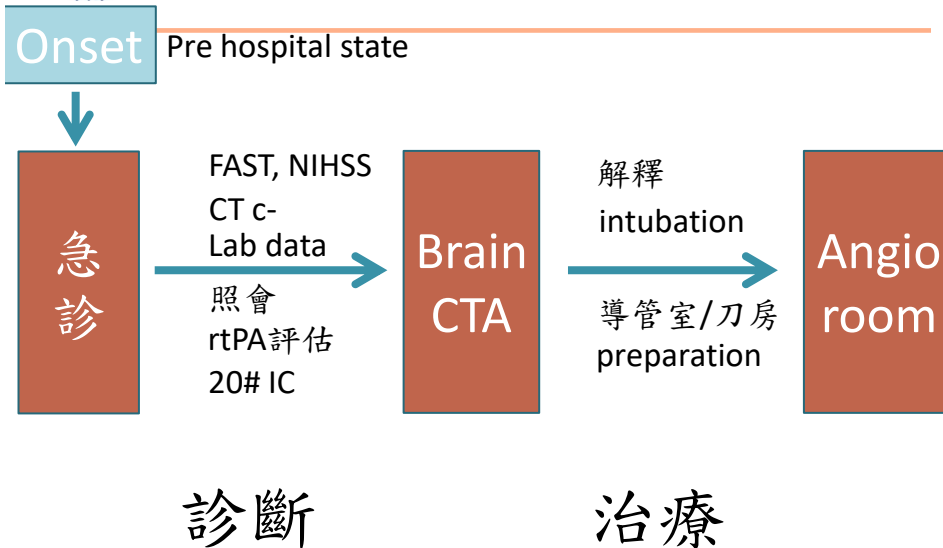 Onset
Pre hospital state
急
診
FAST, NIHSS
CT c-
Lab data
照會
rtPA評估
20# IC
Brain
CTA
解釋
intubation
導管室/刀房
preparation
Angio
room
診斷
治療